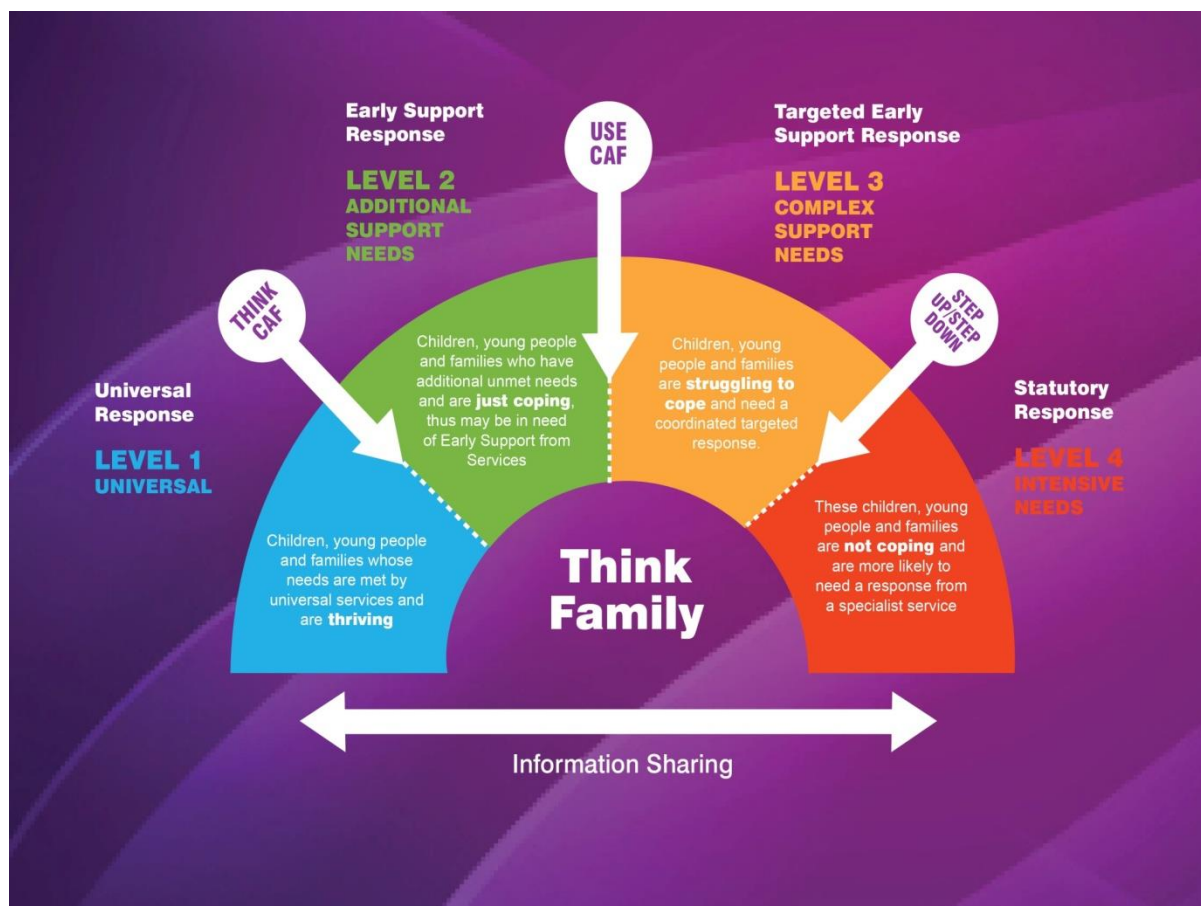 Early Support
Response
LEVEL 2
ADDITIONAL
SUPPORT
NEEDS
USE
CAF
Targeted Early
Support Response
LEVEL 3
COMPLEX
SUPPORT
NEEDS
THINK
CAF
STEP
UP/STEP
DOWN
Universal
Response
LEVEL 1
UNIVERSAL
Children, young people
and families who have
additional unmet needs
and are just coping,
thus may be in need
of Early Support from
Services
Children, young
people and families
are struggling to
cope and need a
coordinated targeted
response.
Statutory
Response
LEVEL 4
INTENSIVE
NEEDS
Children, young people
and families whose
needs are met by
universal services and
are thriving
These children, young
people and families
are not coping and
are more likely to
need a response from
a specialist service
Think
Family
Information Sharing